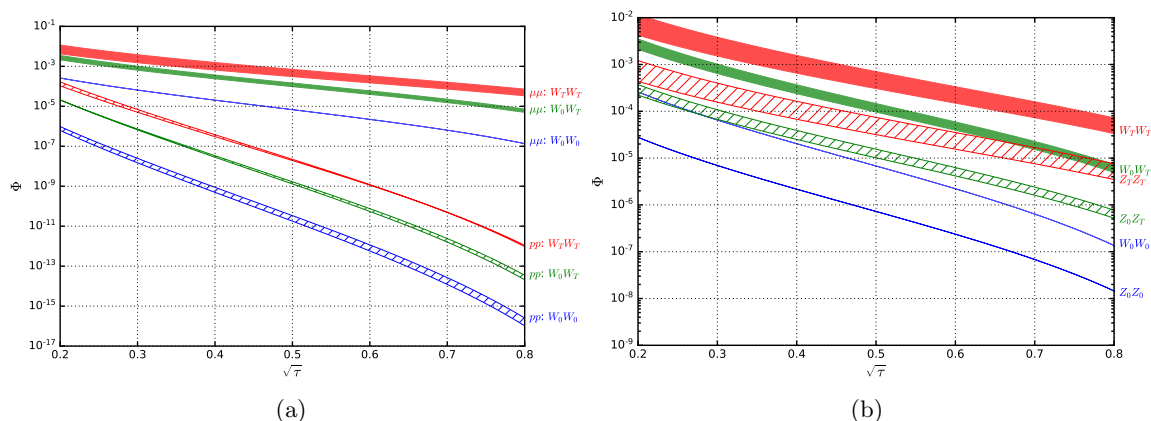 10^-1
10^-3
10^-5
10^-7
10^-9
10^-11
10^-13
10^-15
10^-17
Φ
0.2 0.3 0.4 0.5 0.6 0.7 0.8
√τ
μμ: W_T W_T
μμ: W_0 W_T
μμ: W_0 W_0
pp: W_T W_T
pp: W_0 W_T
pp: W_0 W_0
(a)
10^-2
10^-3
10^-4
10^-5
10^-6
10^-7
10^-8
10^-9
Φ
0.2 0.3 0.4 0.5 0.6 0.7 0.8
√τ
W_T W_T
W_0 W_T
Z_T Z_T
Z_0 Z_T
W_0 W_0
Z_0 Z_0
(b)